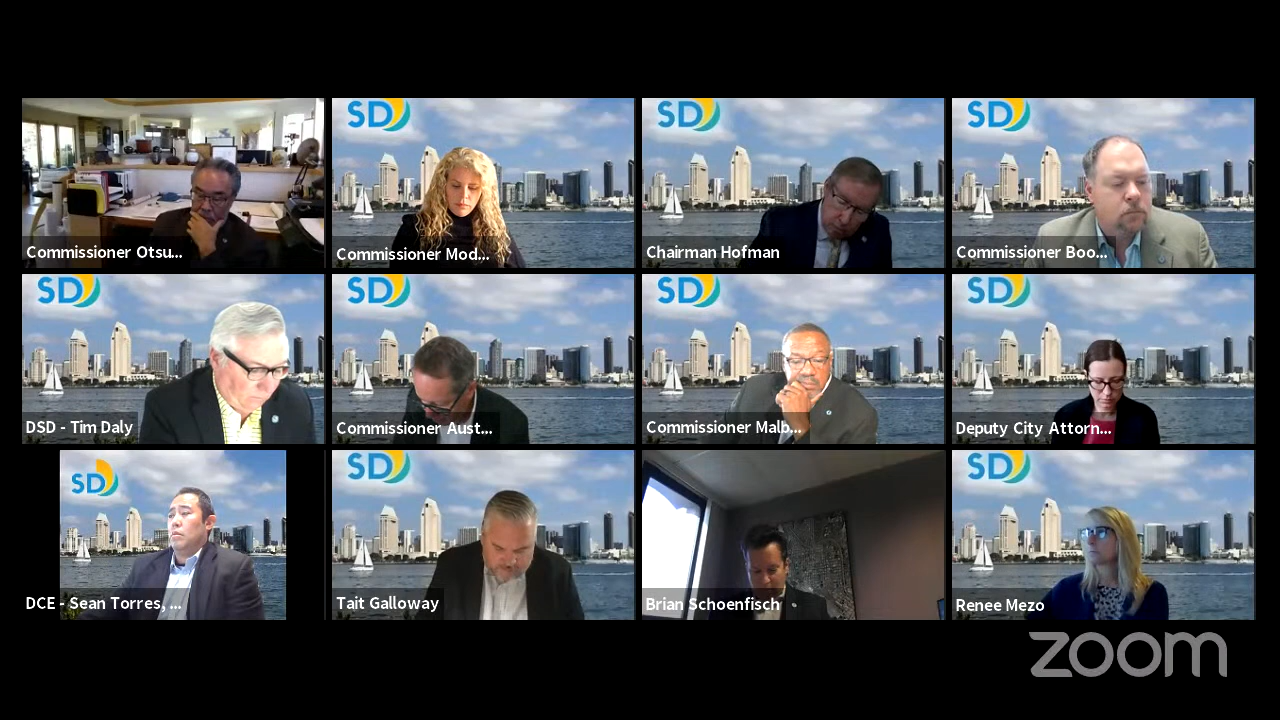 SD
SD
SD
Commissioner Otsu...
Commissioner Mod...
Chairman Hofman
Commissioner Boo...
SD
SD
SD
SD
DSD - Tim Daly
Commissioner Aust...
Commissioner Malb...
Deputy City Attorn...
SD
SD
SD
DCE - Sean Torres, ...
Tait Galloway
Brian Schoenfisch
Renee Mezo
zoom